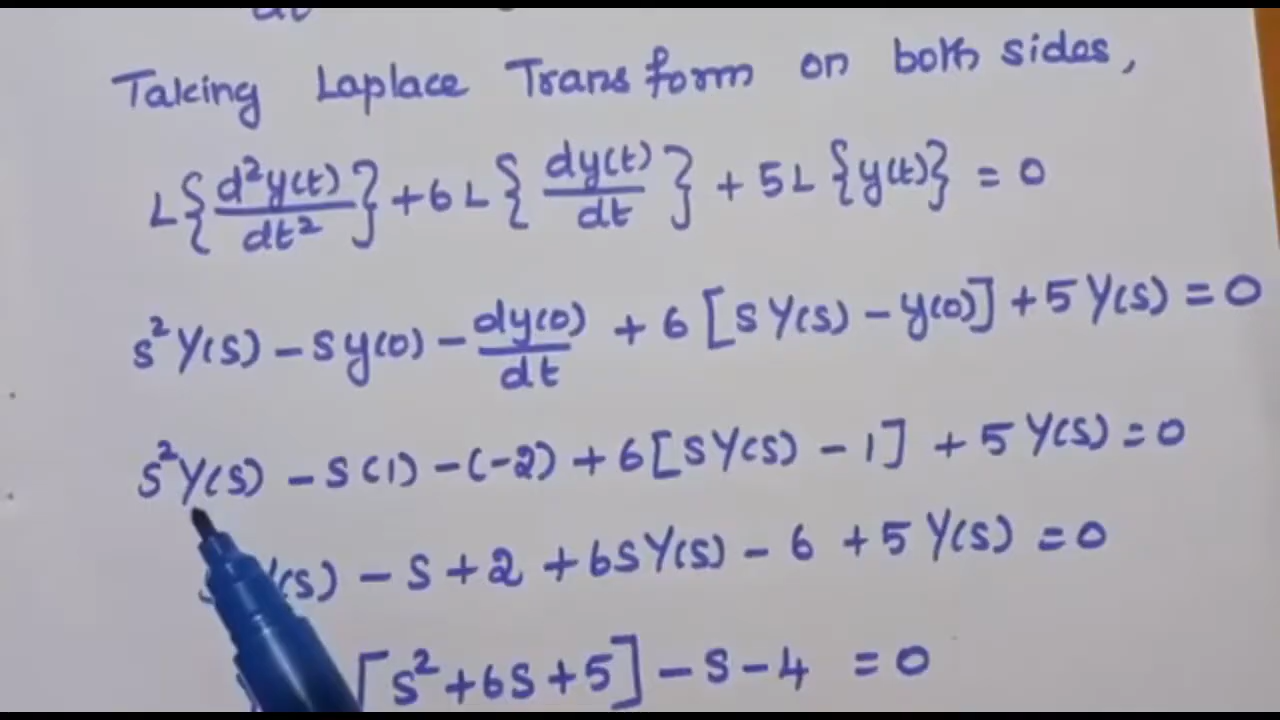 Taking Laplace Transform on both sides,
L{d²y(t)/dt²} + 6 L{dy(t)/dt} + 5 L{y(t)} = 0
s²Y(s) - s y(0) - dy(0)/dt + 6 [s Y(s) - y(0)] + 5 Y(s) = 0
s²Y(s) - s(1) - (-2) + 6[sY(s) - 1] + 5 Y(s) = 0
(s) - s + 2 + 6sY(s) - 6 + 5 Y(s) = 0
[s² + 6s + 5] - s - 4 = 0